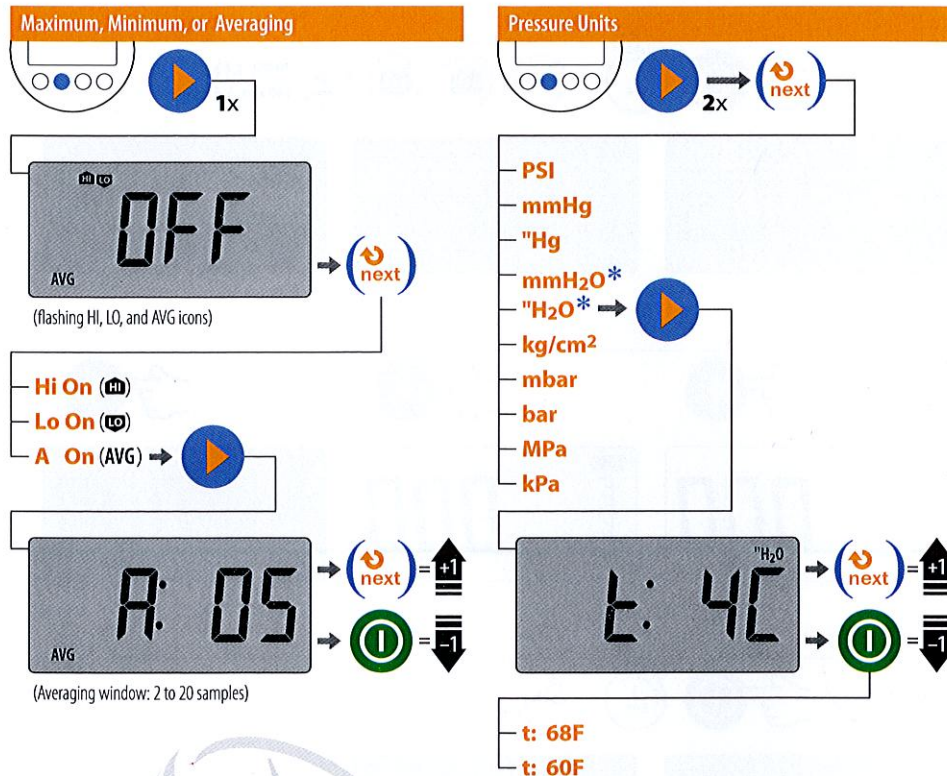 Maximum, Minimum, or Averaging
1x
HI LO
OFF
AVG
next
(flashing HI, LO, and AVG icons)
Hi On (HI)
Lo On (LO)
A On (AVG)
A: 05
AVG
next = +1
= -1
(Averaging window: 2 to 20 samples)
Pressure Units
2x
next
PSI
mmHg
"Hg
mmH₂O*
"H₂O*
kg/cm²
mbar
bar
MPa
kPa
"H₂O
t: 4C
next = +1
= -1
t: 68F
t: 60F